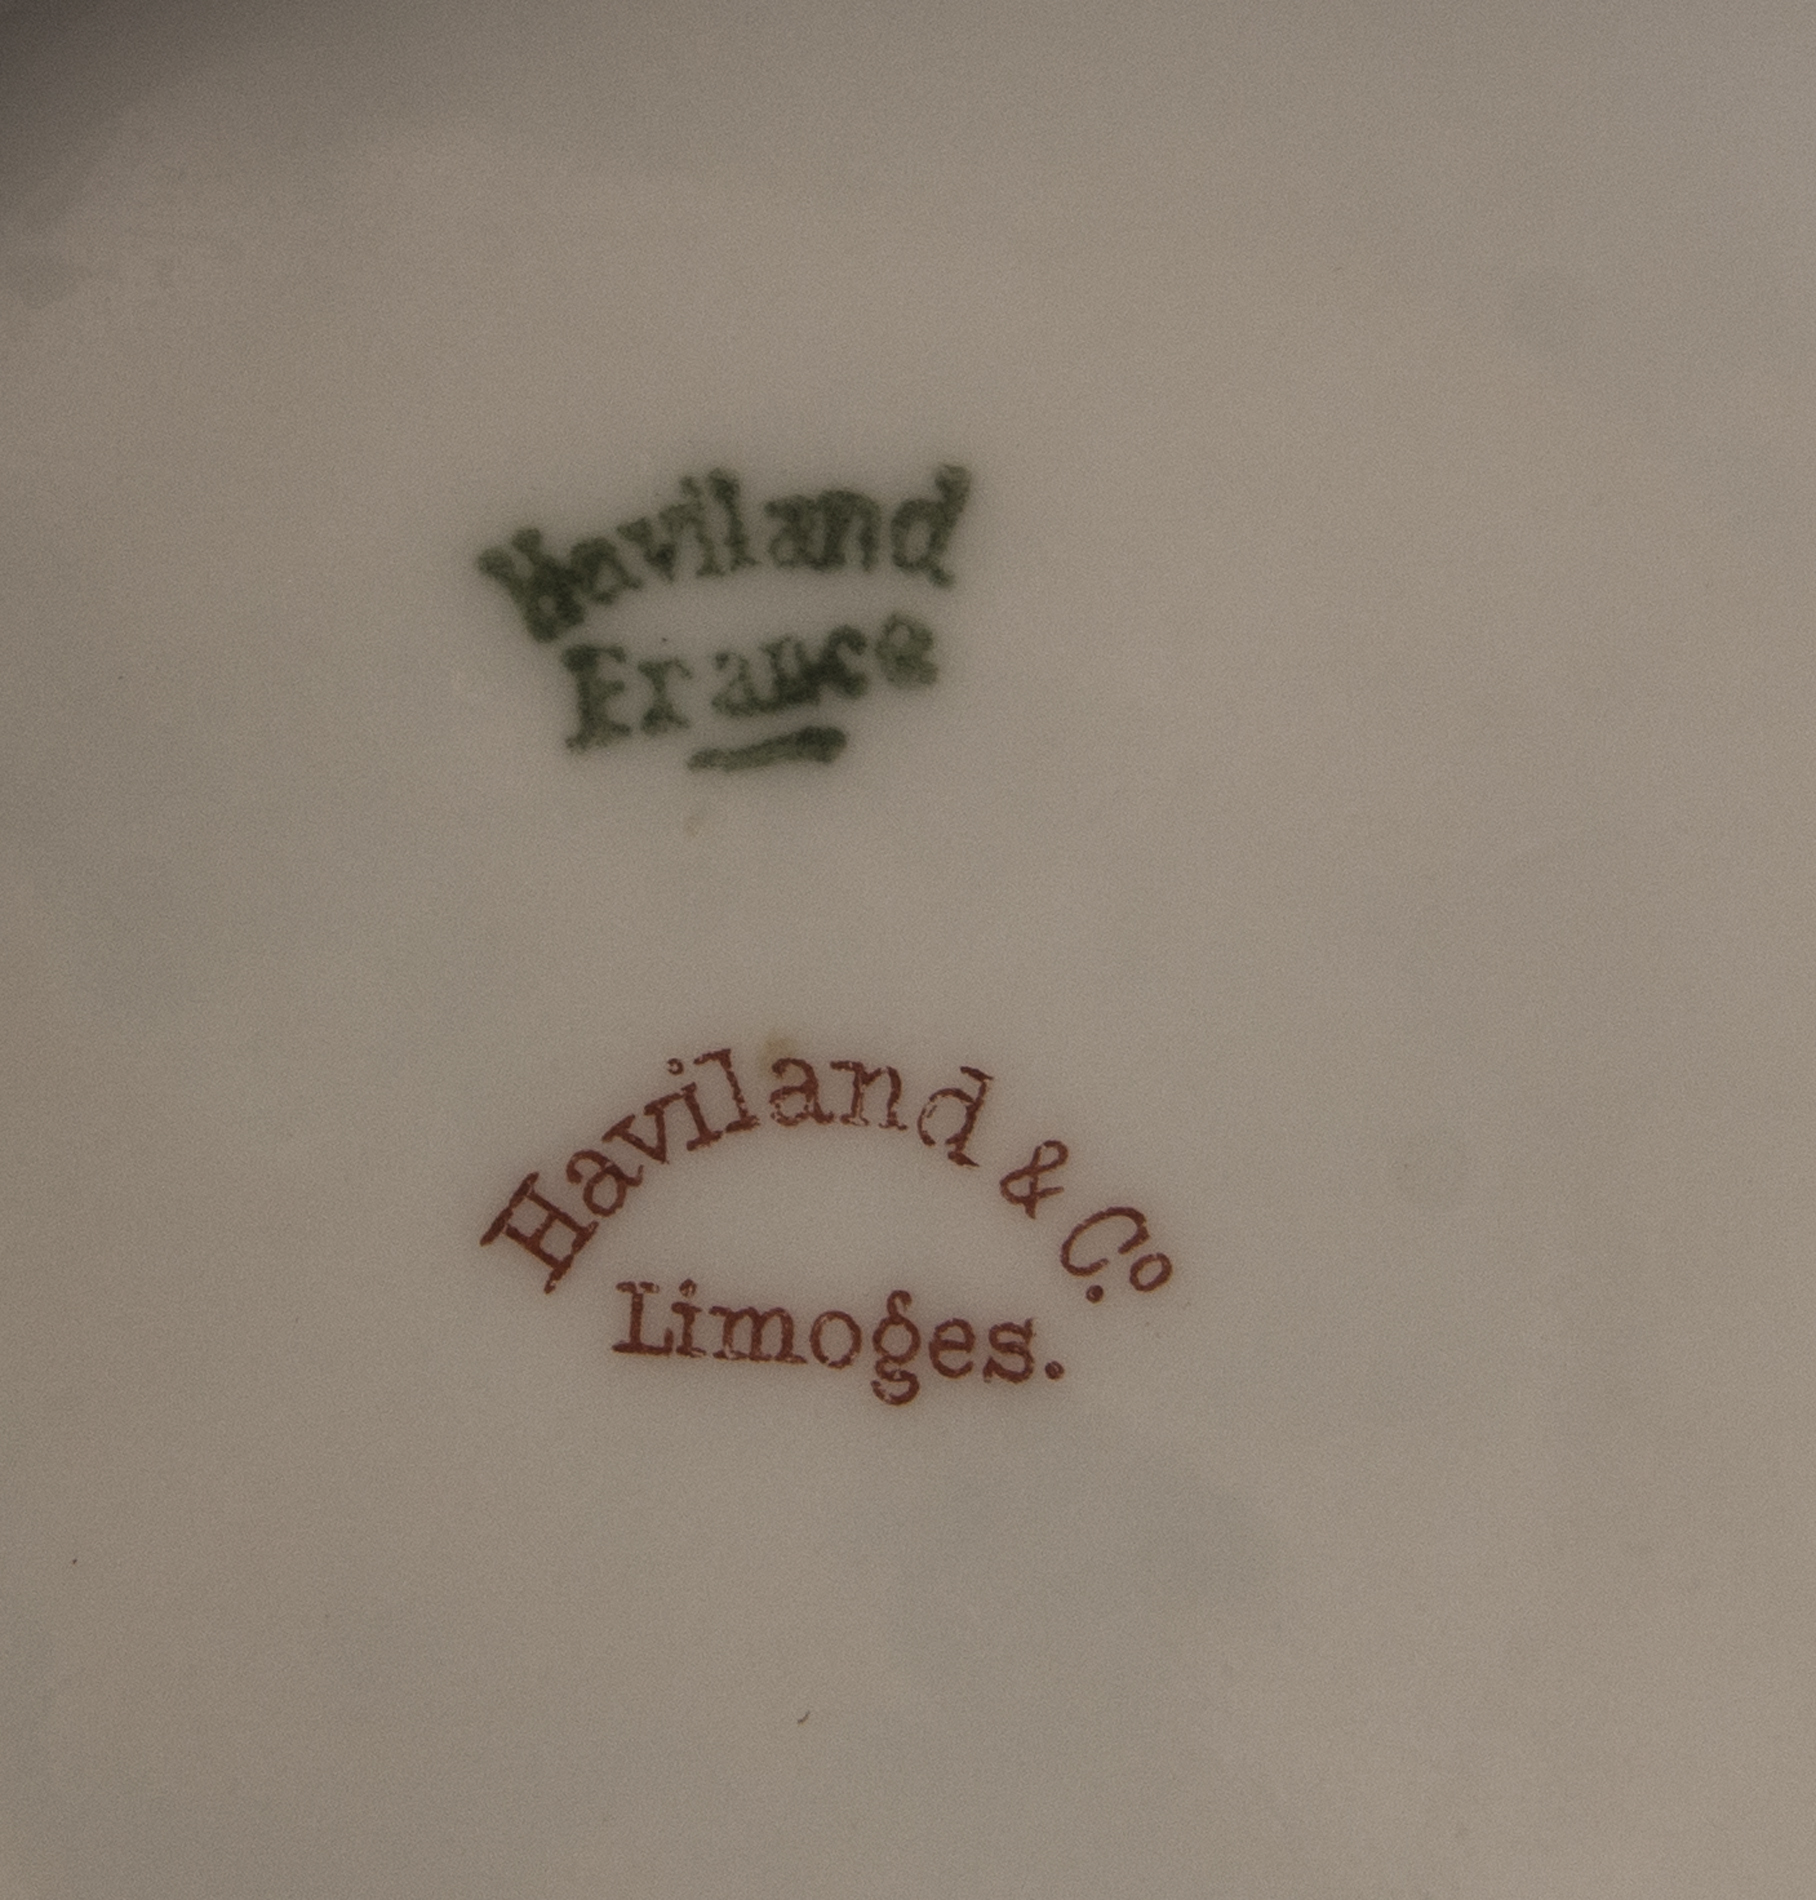 Haviland
France
Haviland & Co
Limoges.